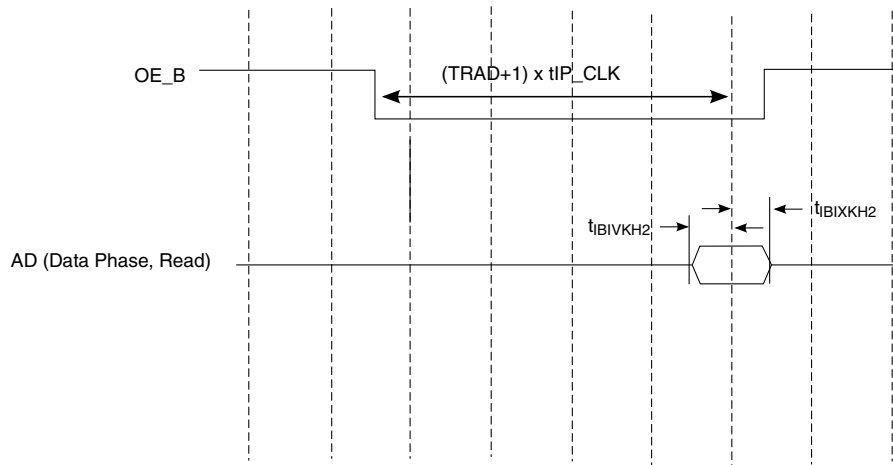 OE_B
(TRAD+1) x tIP_CLK
tIBIVKH2
tIBIXKH2
AD (Data Phase, Read)